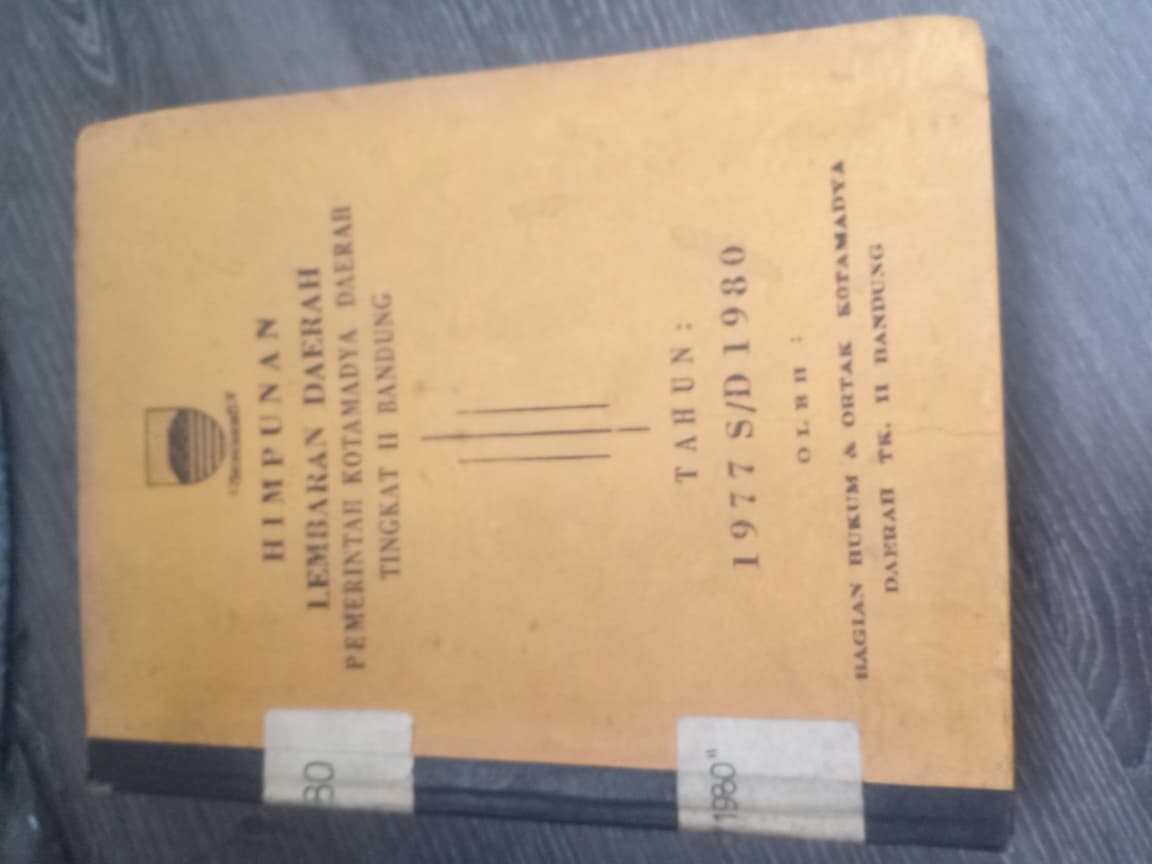 HIMPUNAN
LEMBARAN DAERAH
PEMERINTAH KOTAMADYA DAERAH
TINGKAT II BANDUNG
TAHUN :
1977 S/D 1980
OLEH :
BAGIAN HUKUM & ORTAK KOTAMADYA
DAERAH TK. II BANDUNG
80
1980"